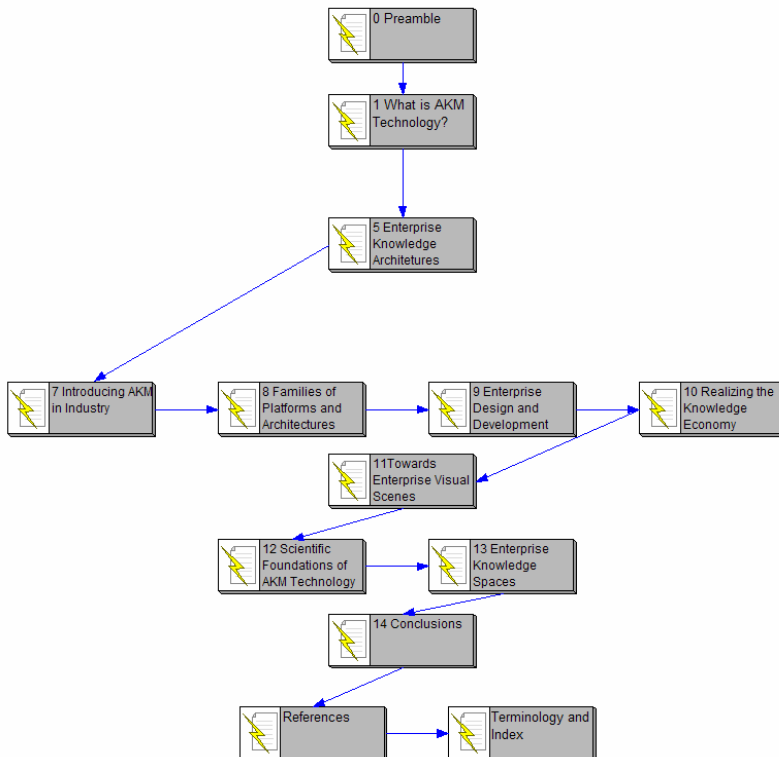 0 Preamble
1 What is AKM
Technology?
5 Enterprise
Knowledge
Architetures
7 Introducing AKM
in Industry
8 Families of
Platforms and
Architectures
9 Enterprise
Design and
Development
10 Realizing the
Knowledge
Economy
11Towards
Enterprise Visual
Scenes
12 Scientific
Foundations of
AKM Technology
13 Enterprise
Knowledge
Spaces
14 Conclusions
References
Terminology and
Index